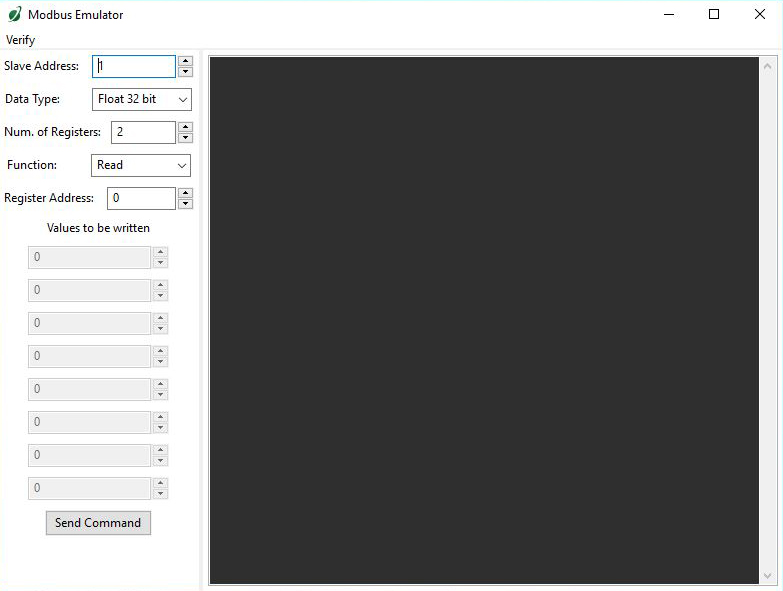 Modbus Emulator
Verify
Slave Address: 1
Data Type: Float 32 bit
Num. of Registers: 2
Function: Read
Register Address: 0
Values to be written
0
0
0
0
0
0
0
0
Send Command